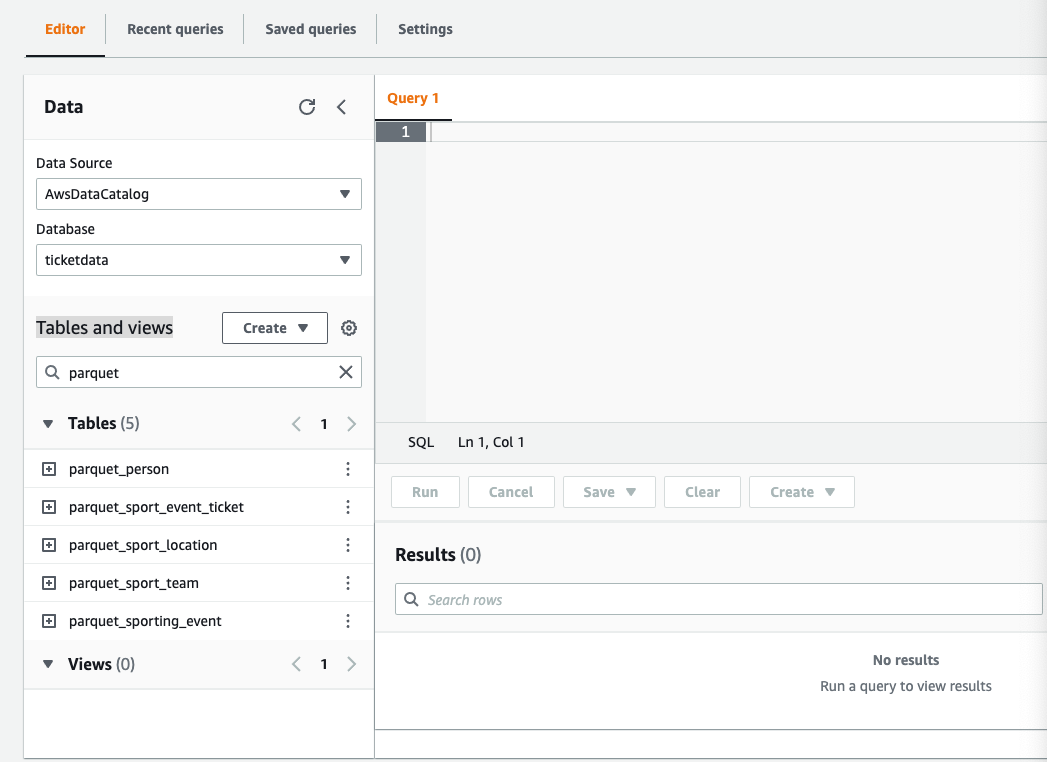 Editor Recent queries Saved queries Settings
Data
Data Source
AwsDataCatalog
Database
ticketdata
Tables and views Create
parquet
Tables (5) 1
parquet_person
parquet_sport_event_ticket
parquet_sport_location
parquet_sport_team
parquet_sporting_event
Views (0) 1
Query 1
1
SQL Ln 1, Col 1
Run Cancel Save Clear Create
Results (0)
Search rows
No results
Run a query to view results